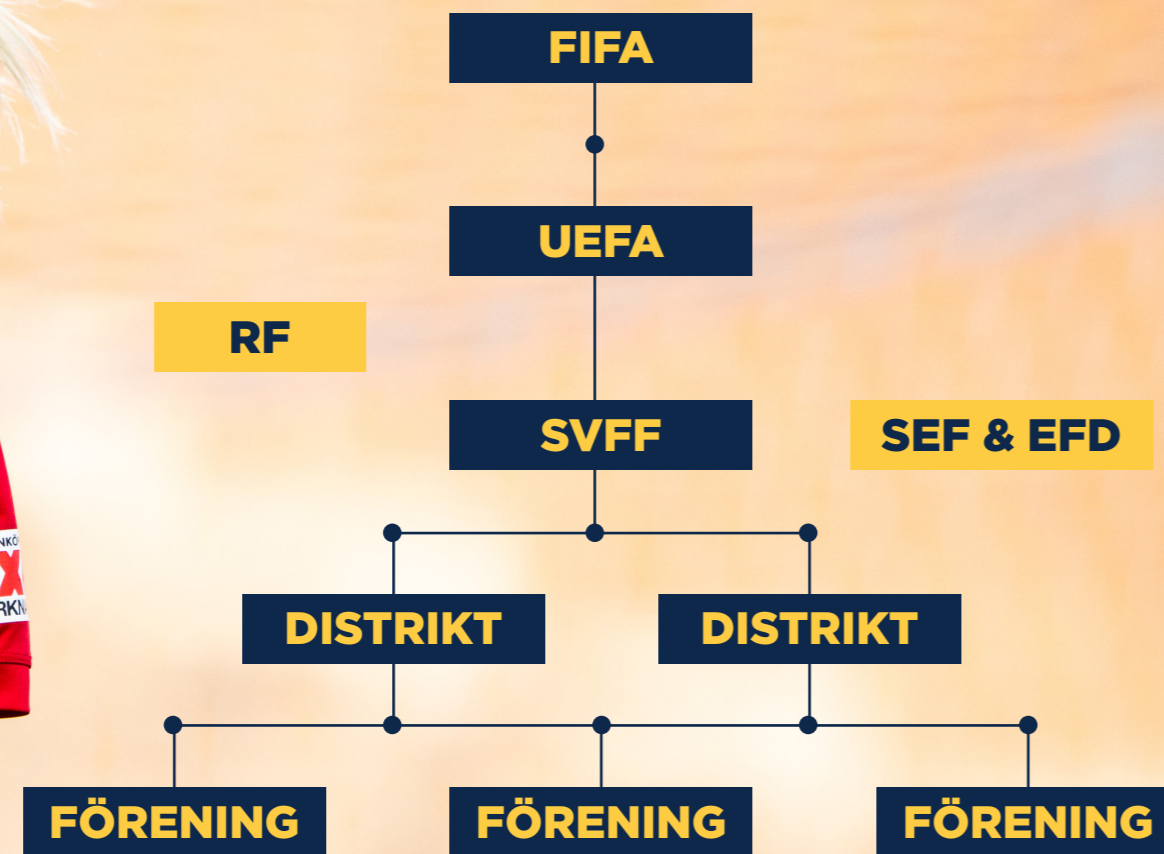 FIFA
UEFA
RF
SVFF
SEF & EFD
DISTRIKT
DISTRIKT
FÖRENING
FÖRENING
FÖRENING